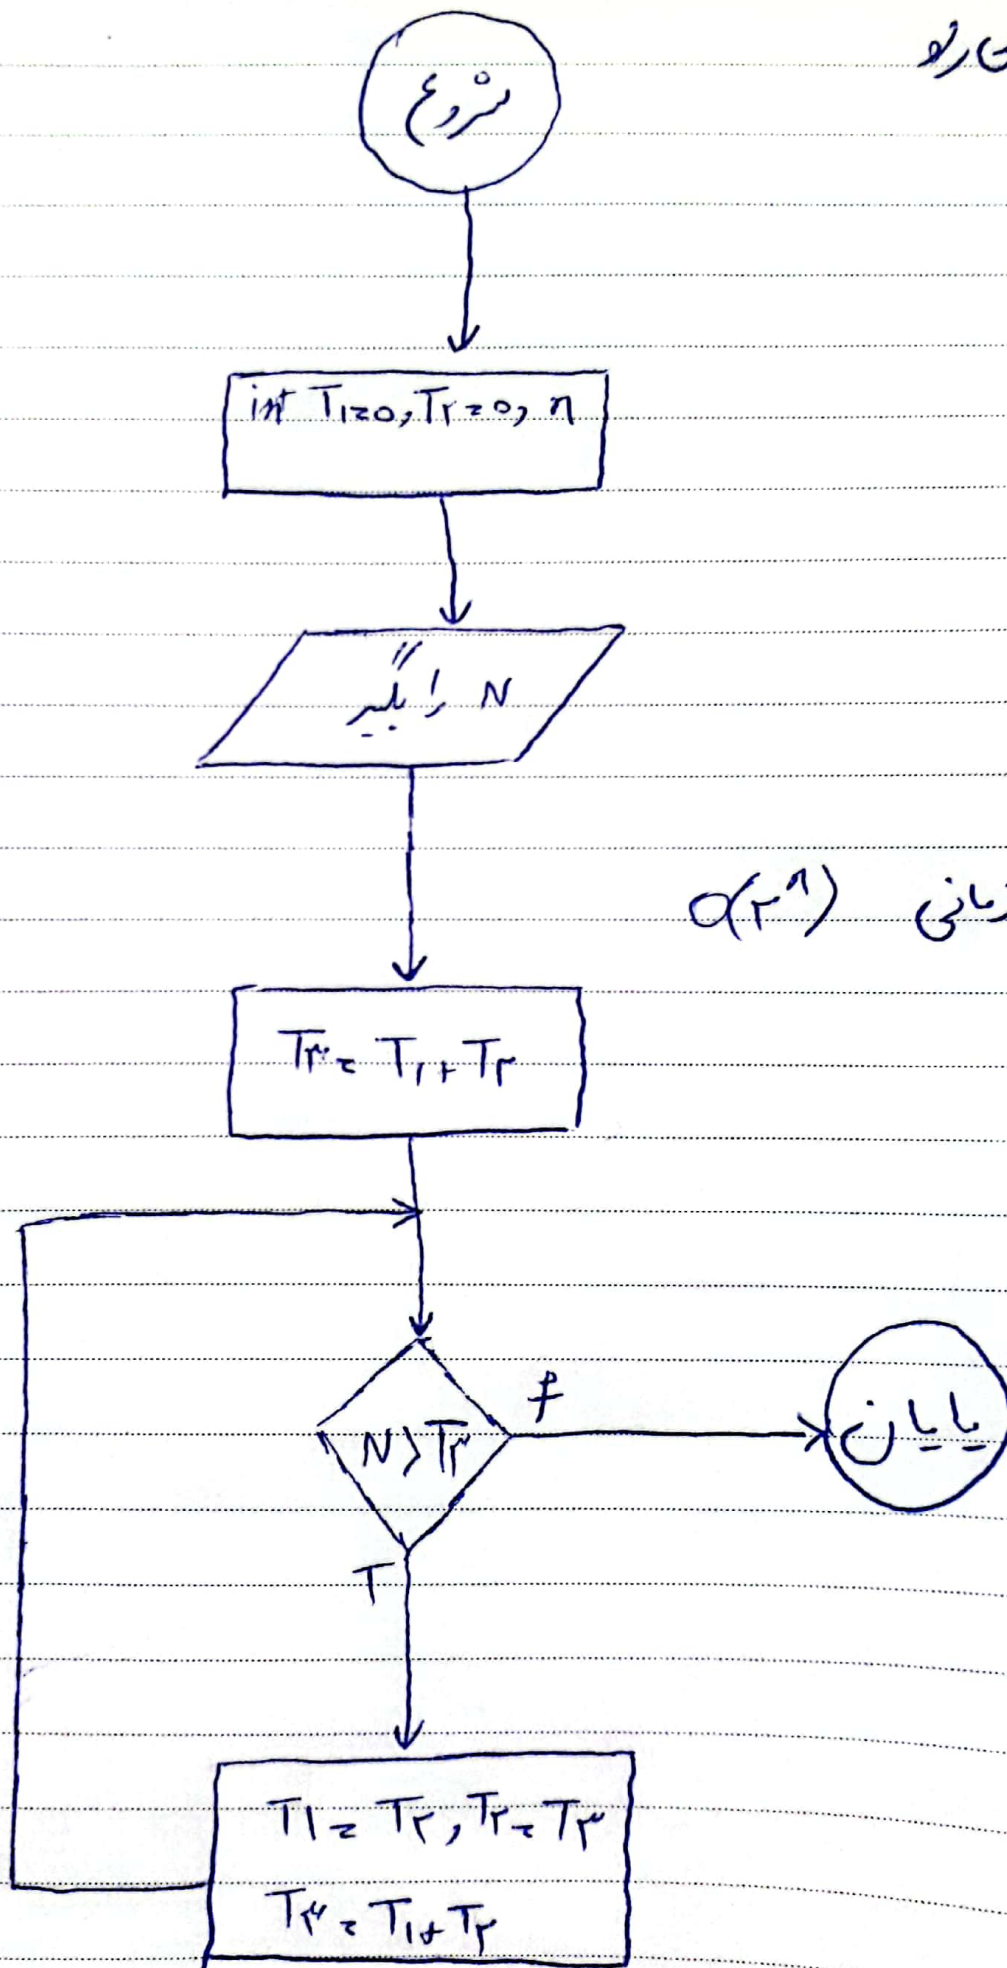 شروع
int T۱=0, T۲=0, n
N را بگیر
زمانی O(۲^n)
T۳ = T۱ + T۲
N > T۳
f
پایان
T
T۱ = T۲, T۲ = T۳
T۳ = T۱ + T۲